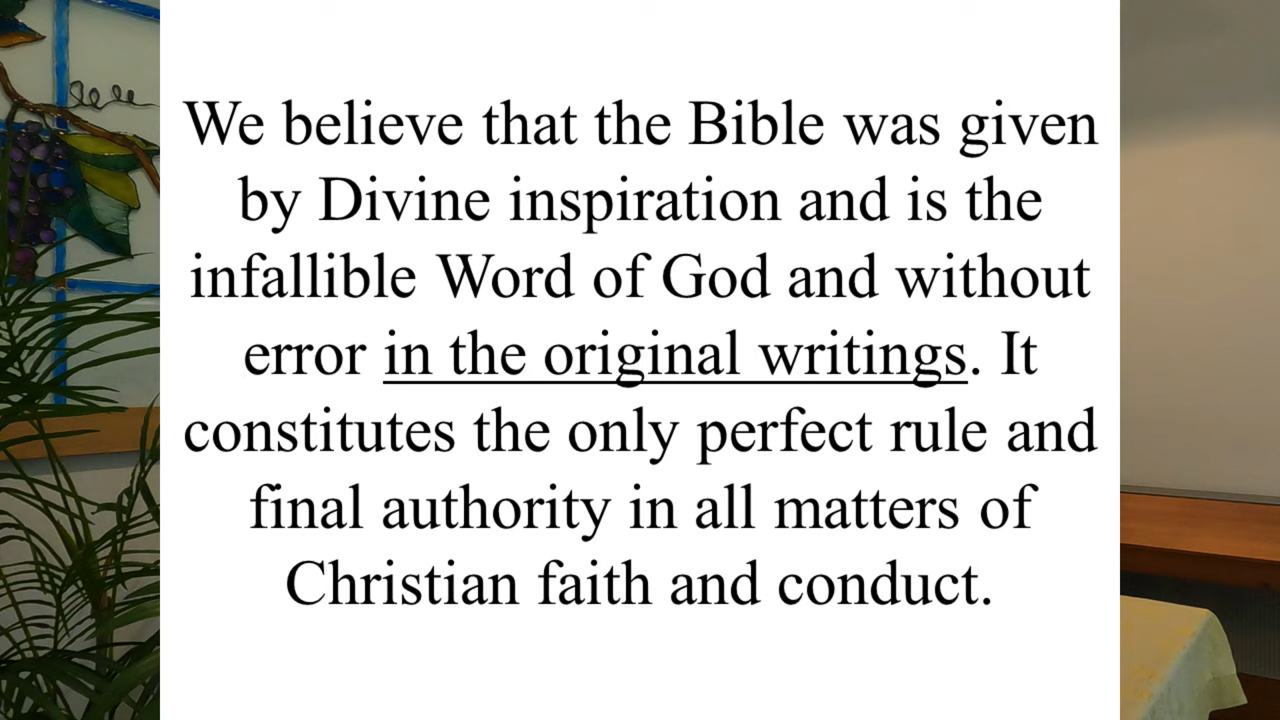 We believe that the Bible was given
by Divine inspiration and is the
infallible Word of God and without
error in the original writings. It
constitutes the only perfect rule and
final authority in all matters of
Christian faith and conduct.